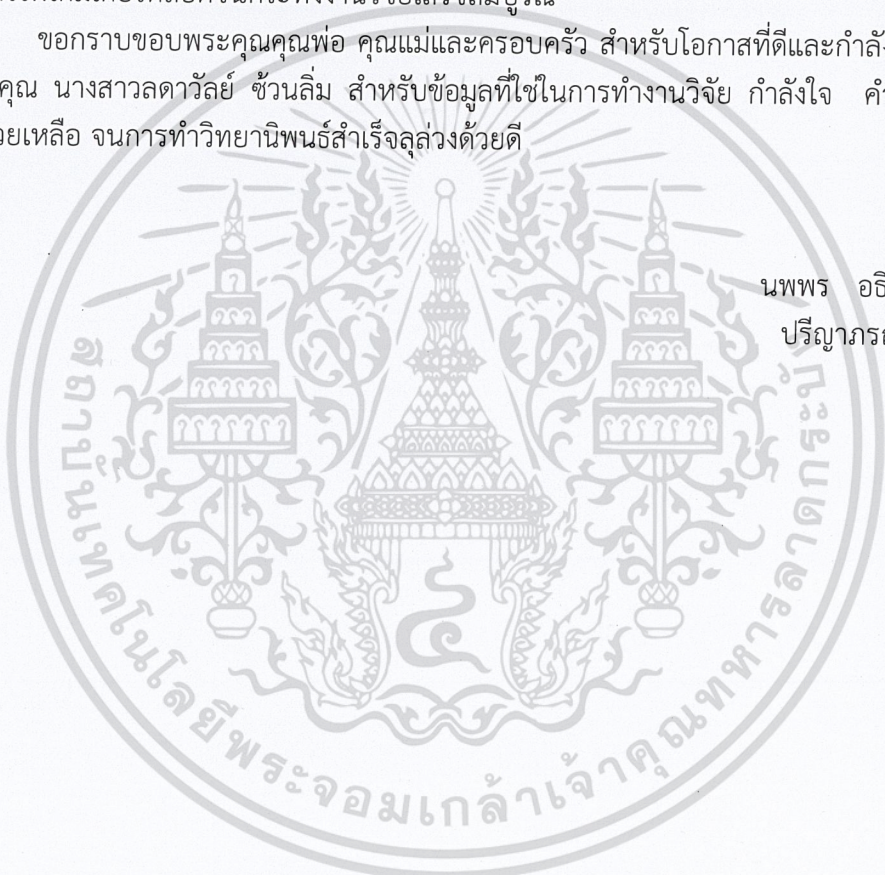 ขอกราบขอบพระคุณคุณพ่อ คุณแม่และครอบครัว สำหรับโอกาสที่ดีและกำลัง
คุณ นางสาวลดาวัลย์ ช้วนลิ่ม สำหรับข้อมูลที่ใช่ในการทำงานวิจัย กำลังใจ
วยเหลือ จนการทำวิทยานิพนธ์สำเร็จลุล่วงด้วยดี
นพพร อธิ
ปรีญาภรณ์
สถาบันเทคโนโลยีพระจอมเกล้าเจ้าคุณทหารลาดกระบัง
๔